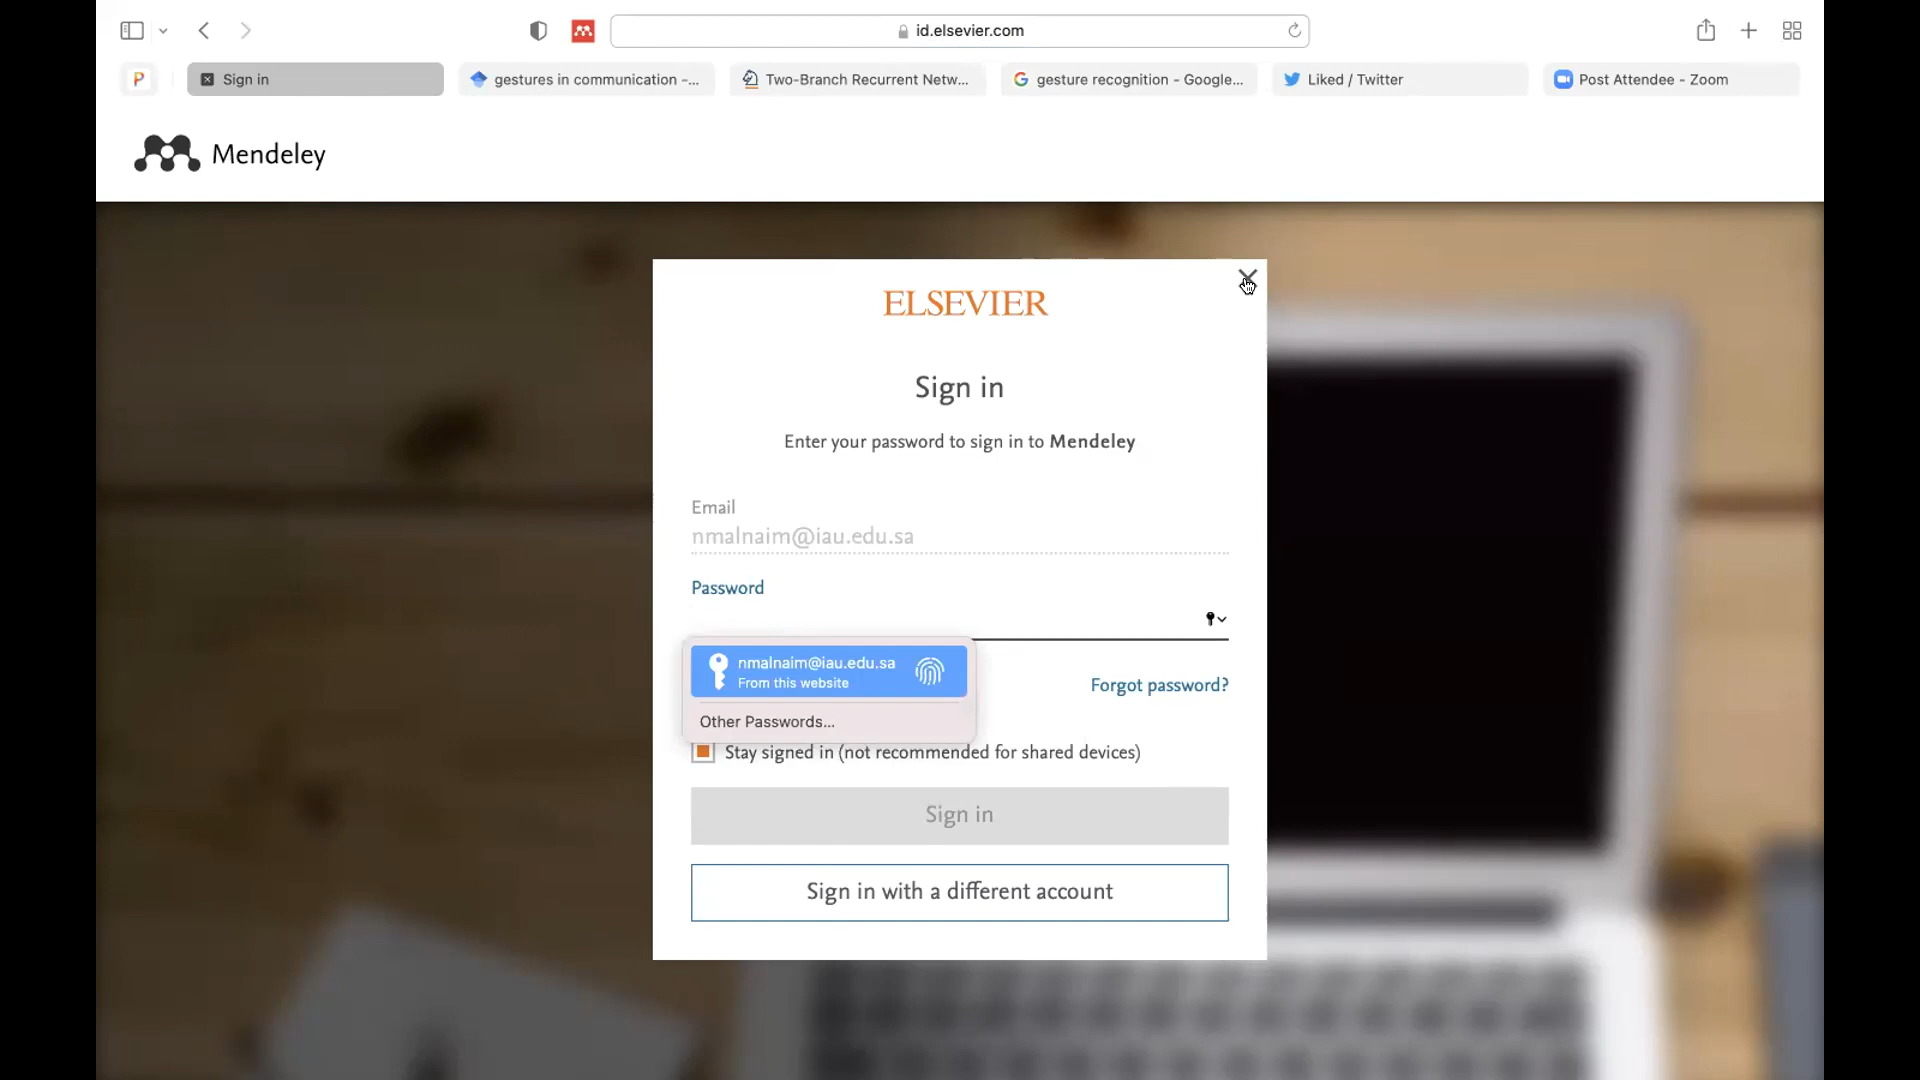 id.elsevier.com
P
Sign in
gestures in communication -...
Two-Branch Recurrent Netw...
gesture recognition - Google...
Liked / Twitter
Post Attendee - Zoom
Mendeley
ELSEVIER
Sign in
Enter your password to sign in to Mendeley
Email
nmalnaim@iau.edu.sa
Password
nmalnaim@iau.edu.sa
From this website
Forgot password?
Other Passwords...
Stay signed in (not recommended for shared devices)
Sign in
Sign in with a different account